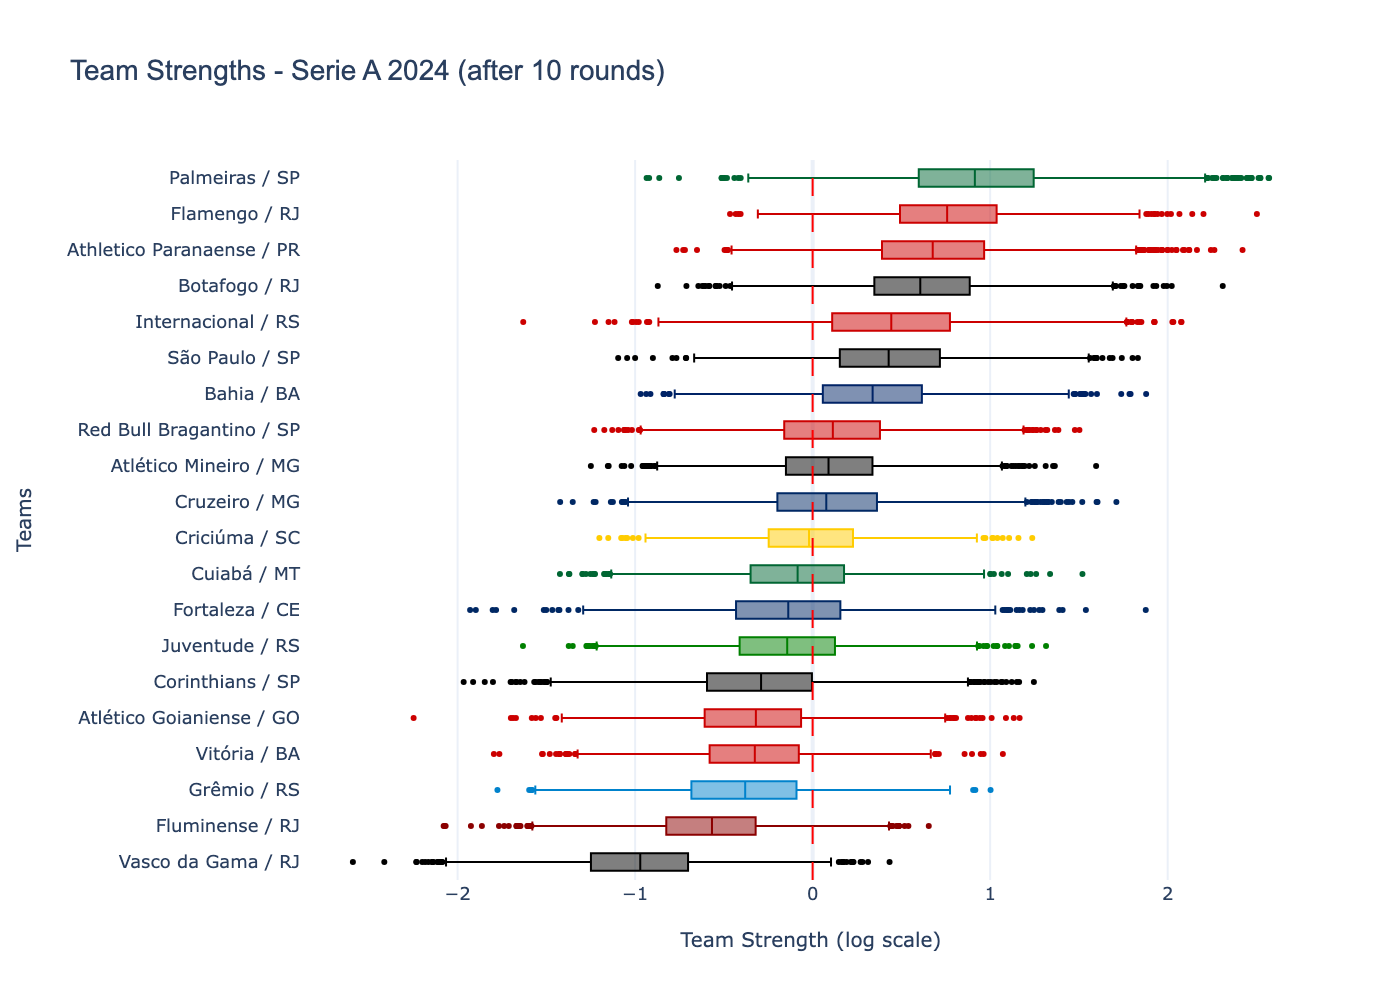 Team Strengths - Serie A 2024 (after 10 rounds)
Palmeiras / SP
Flamengo / RJ
Athletico Paranaense / PR
Botafogo / RJ
Internacional / RS
São Paulo / SP
Bahia / BA
Red Bull Bragantino / SP
Atlético Mineiro / MG
Cruzeiro / MG
Criciúma / SC
Cuiabá / MT
Fortaleza / CE
Juventude / RS
Corinthians / SP
Atlético Goianiense / GO
Vitória / BA
Grêmio / RS
Fluminense / RJ
Vasco da Gama / RJ
Teams
−2 −1 0 1 2
Team Strength (log scale)